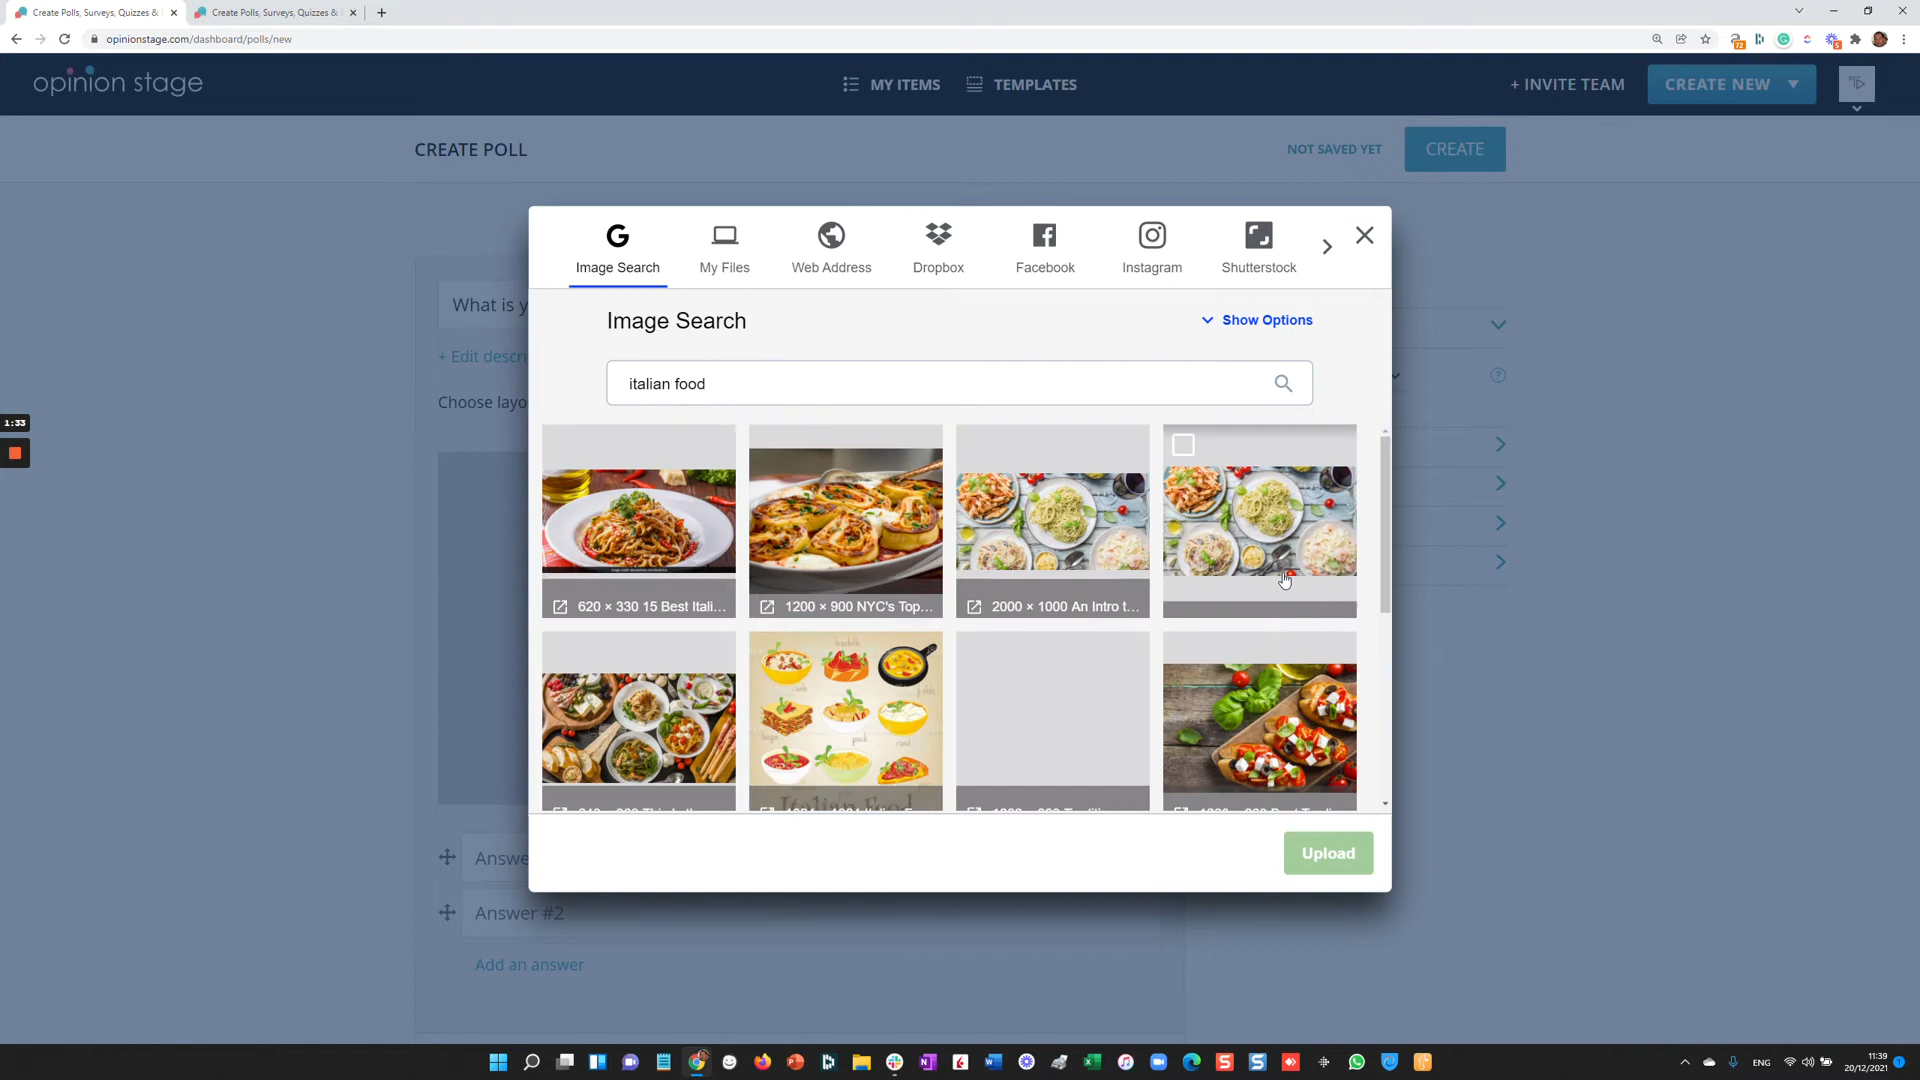 Create Polls, Surveys, Quizzes &
Create Polls, Surveys, Quizzes &
opinionstage.com/dashboard/polls/new
72
5
opinion stage
MY ITEMS
TEMPLATES
+ INVITE TEAM
CREATE NEW
CREATE POLL
NOT SAVED YET
CREATE
Image Search
My Files
Web Address
Dropbox
Facebook
Instagram
Shutterstock
What is y
Image Search
Show Options
+ Edit descri
italian food
Choose layo
1:33
620 × 330 15 Best Itali...
1200 × 900 NYC's Top...
2000 × 1000 An Intro t...
Italian Food
Answe
Upload
Answer #2
Add an answer
ENG
11:39
20/12/2021